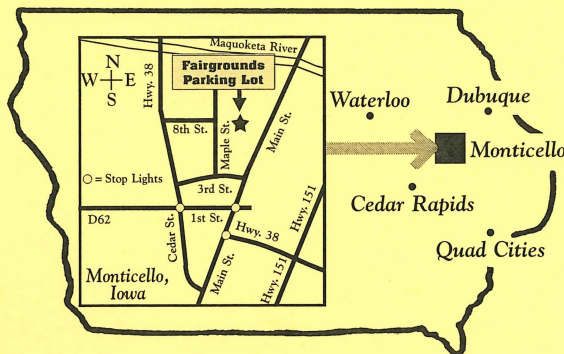 Maquoketa River
N
W E
S
Hwy. 38
Fairgrounds
Parking Lot
8th St.
Maple St.
Main St.
○ = Stop Lights
3rd St.
D62
1st St.
Cedar St.
Hwy. 38
Hwy. 151
Main St.
Hwy. 151
Monticello,
Iowa
Waterloo
Dubuque
Monticello
Cedar Rapids
Quad Cities